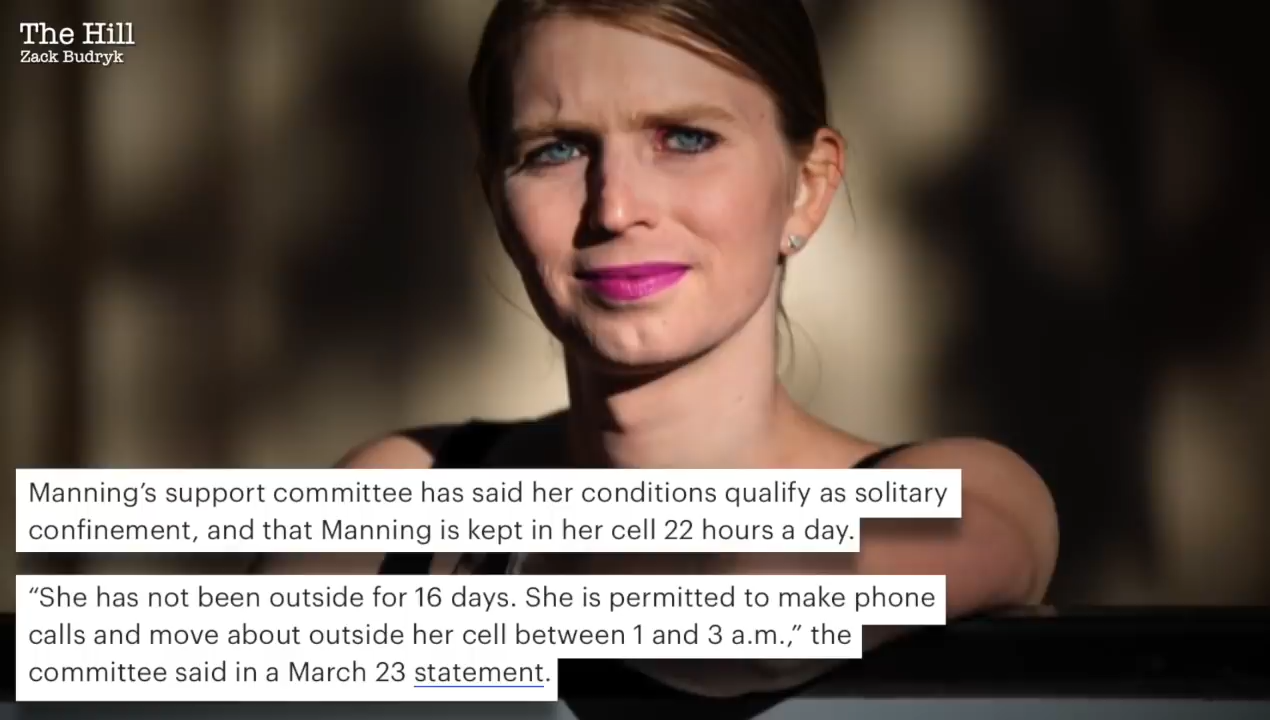 The Hill
Zack Budryk
Manning’s support committee has said her conditions qualify as solitary
confinement, and that Manning is kept in her cell 22 hours a day.
“She has not been outside for 16 days. She is permitted to make phone
calls and move about outside her cell between 1 and 3 a.m.,” the
committee said in a March 23 statement.